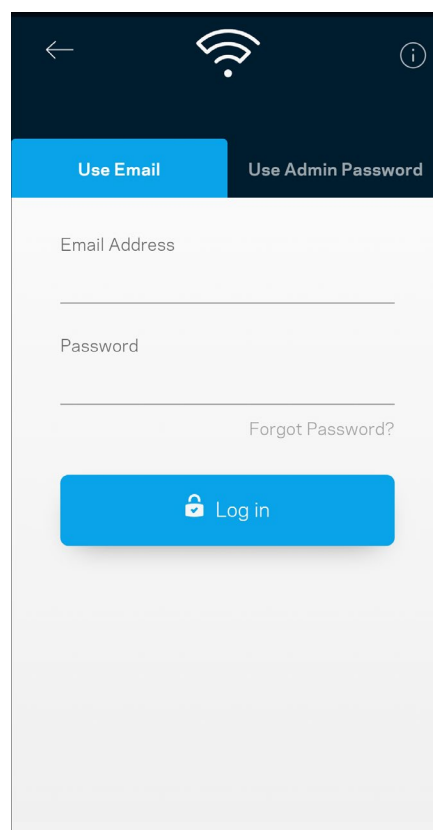 Use Email
Use Admin Password
Email Address
Password
Forgot Password?
Log in